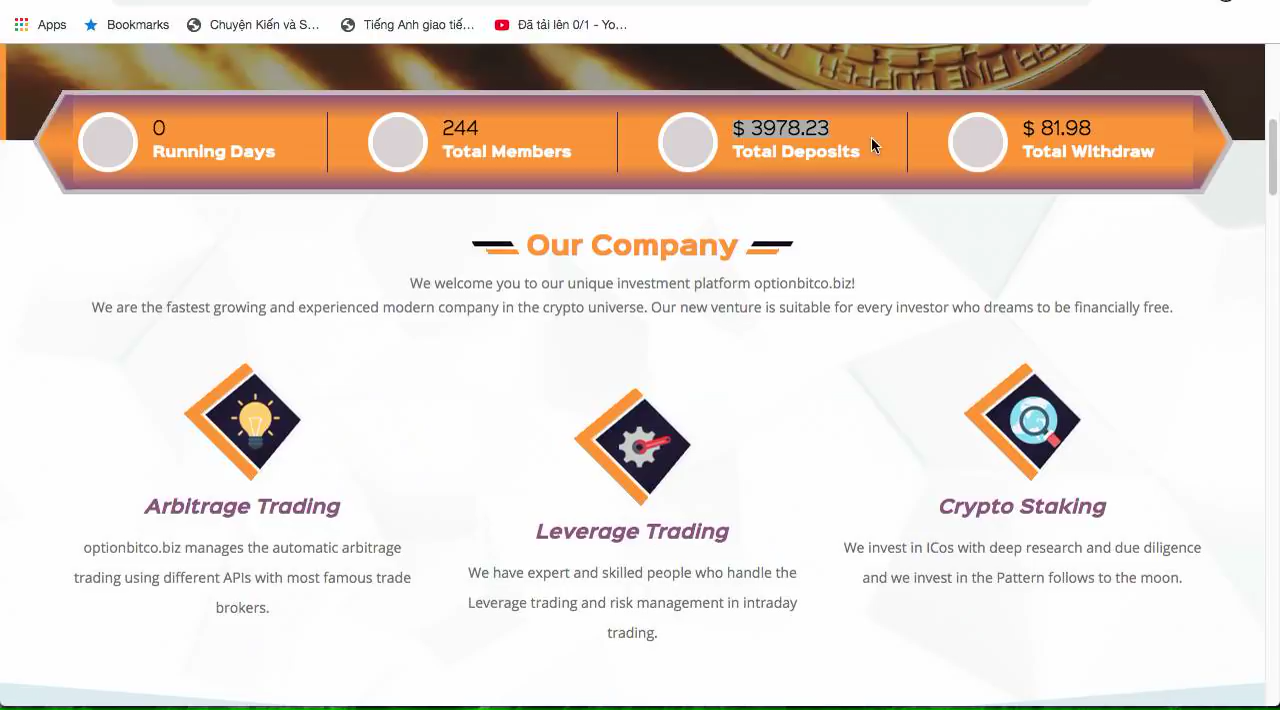 Apps Bookmarks Chuyện Kiến và S... Tiếng Anh giao tiế... Đã tải lên 0/1 - Yo...
0 244 $ 3978.23 $ 81.98
Running Days Total Members Total Deposits Total Withdraw
Our Company
We welcome you to our unique investment platform optionbitco.biz!
We are the fastest growing and experienced modern company in the crypto universe. Our new venture is suitable for every investor who dreams to be financially free.
Arbitrage Trading
optionbitco.biz manages the automatic arbitrage
trading using different APIs with most famous trade
brokers.
Leverage Trading
We have expert and skilled people who handle the
Leverage trading and risk management in intraday
trading.
Crypto Staking
We invest in ICos with deep research and due diligence
and we invest in the Pattern follows to the moon.